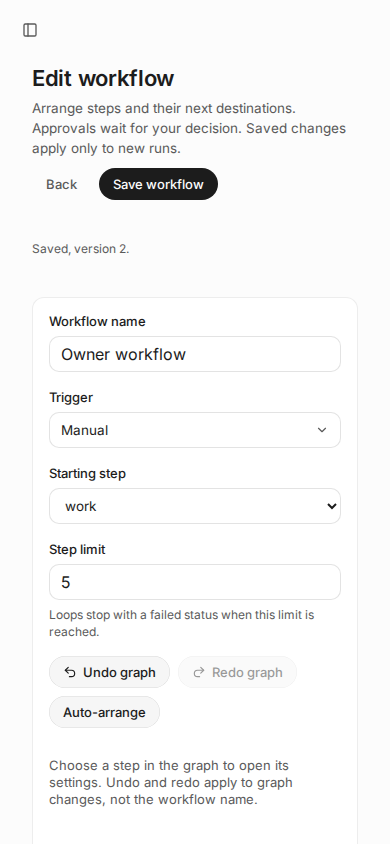 Edit workflow
Arrange steps and their next destinations.
Approvals wait for your decision. Saved changes
apply only to new runs.
Back
Save workflow
Saved, version 2.
Workflow name
Owner workflow
Trigger
Manual
Starting step
work
Step limit
5
Loops stop with a failed status when this limit is
reached.
Undo graph
Redo graph
Auto-arrange
Choose a step in the graph to open its
settings. Undo and redo apply to graph
changes, not the workflow name.